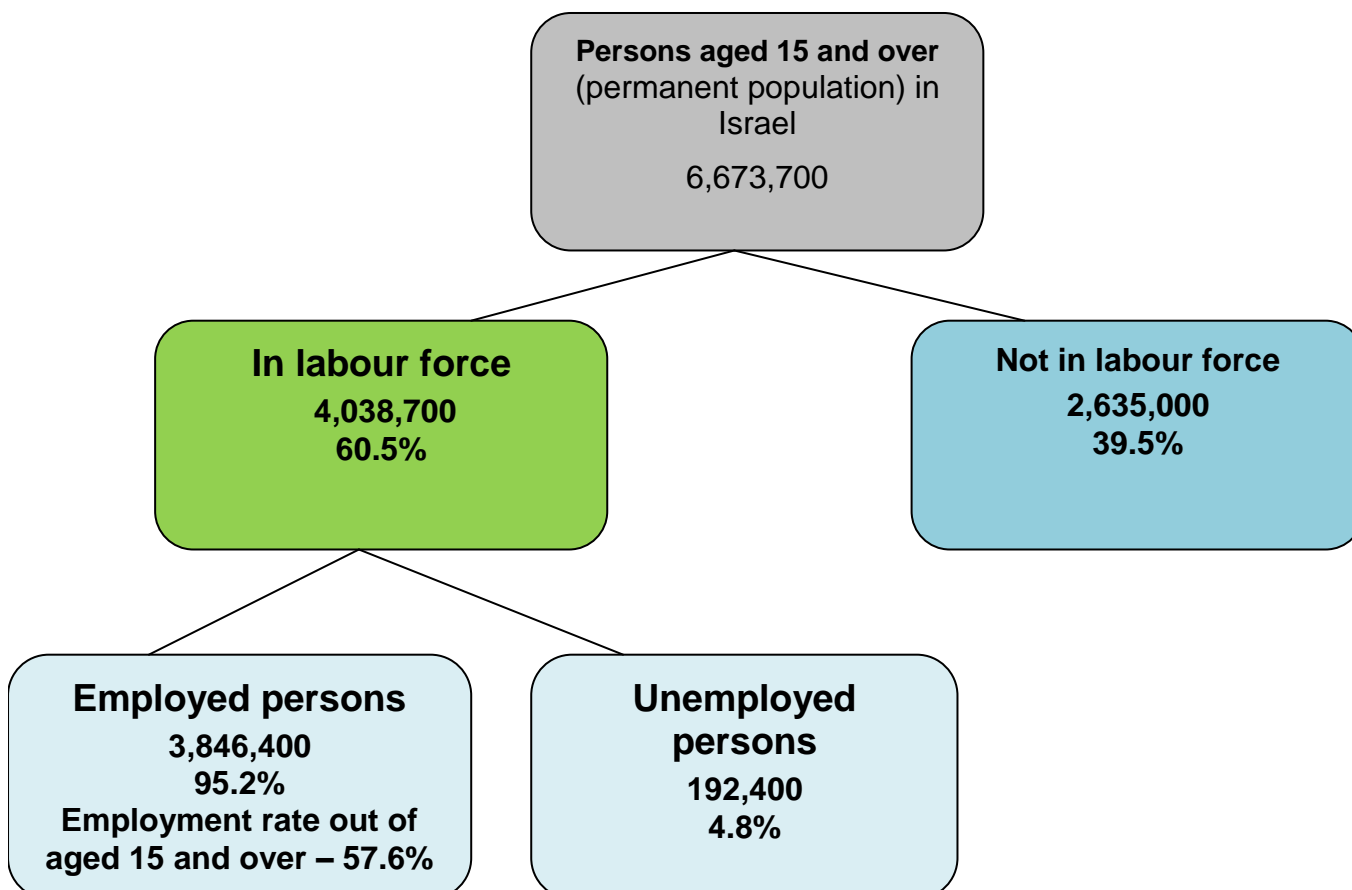 Persons aged 15 and over
(permanent population) in
Israel
6,673,700
In labour force
4,038,700
60.5%
Not in labour force
2,635,000
39.5%
Employed persons
3,846,400
95.2%
Employment rate out of
aged 15 and over – 57.6%
Unemployed
persons
192,400
4.8%